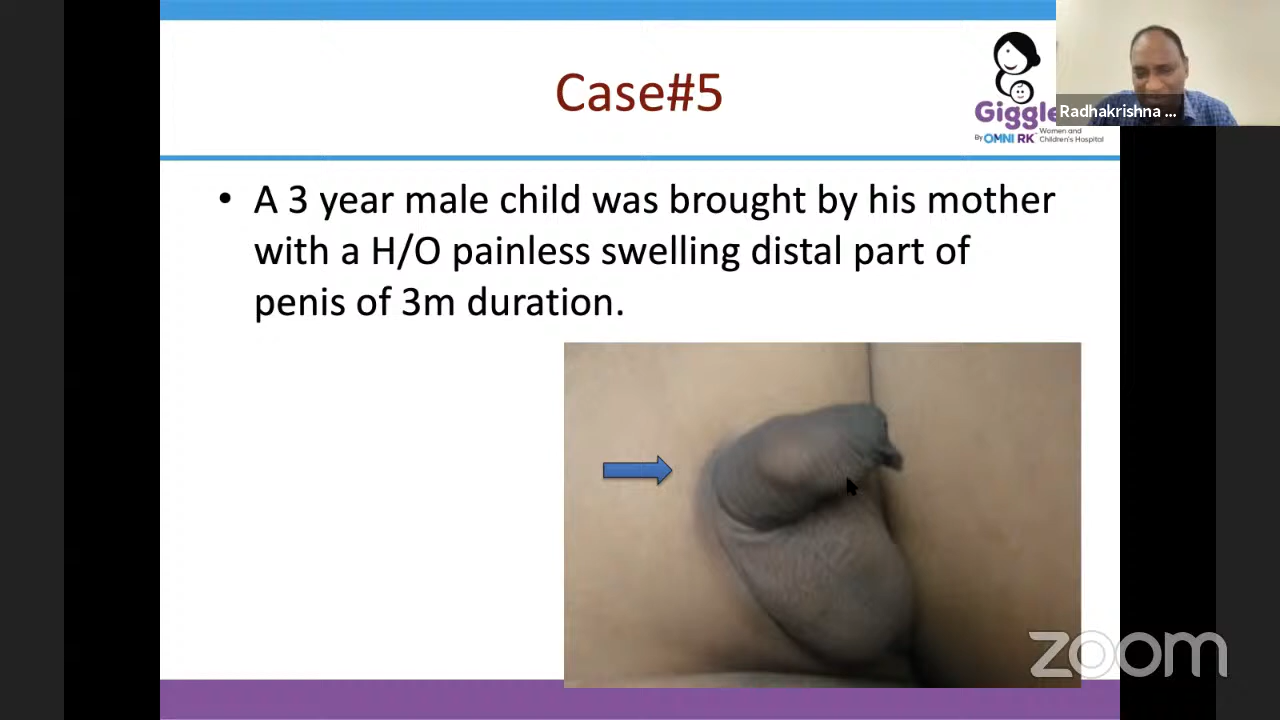 Case#5
Giggle
By OMNI RK Women and
Children's Hospital
Radhakrishna ...
• A 3 year male child was brought by his mother
with a H/O painless swelling distal part of
penis of 3m duration.
zoom